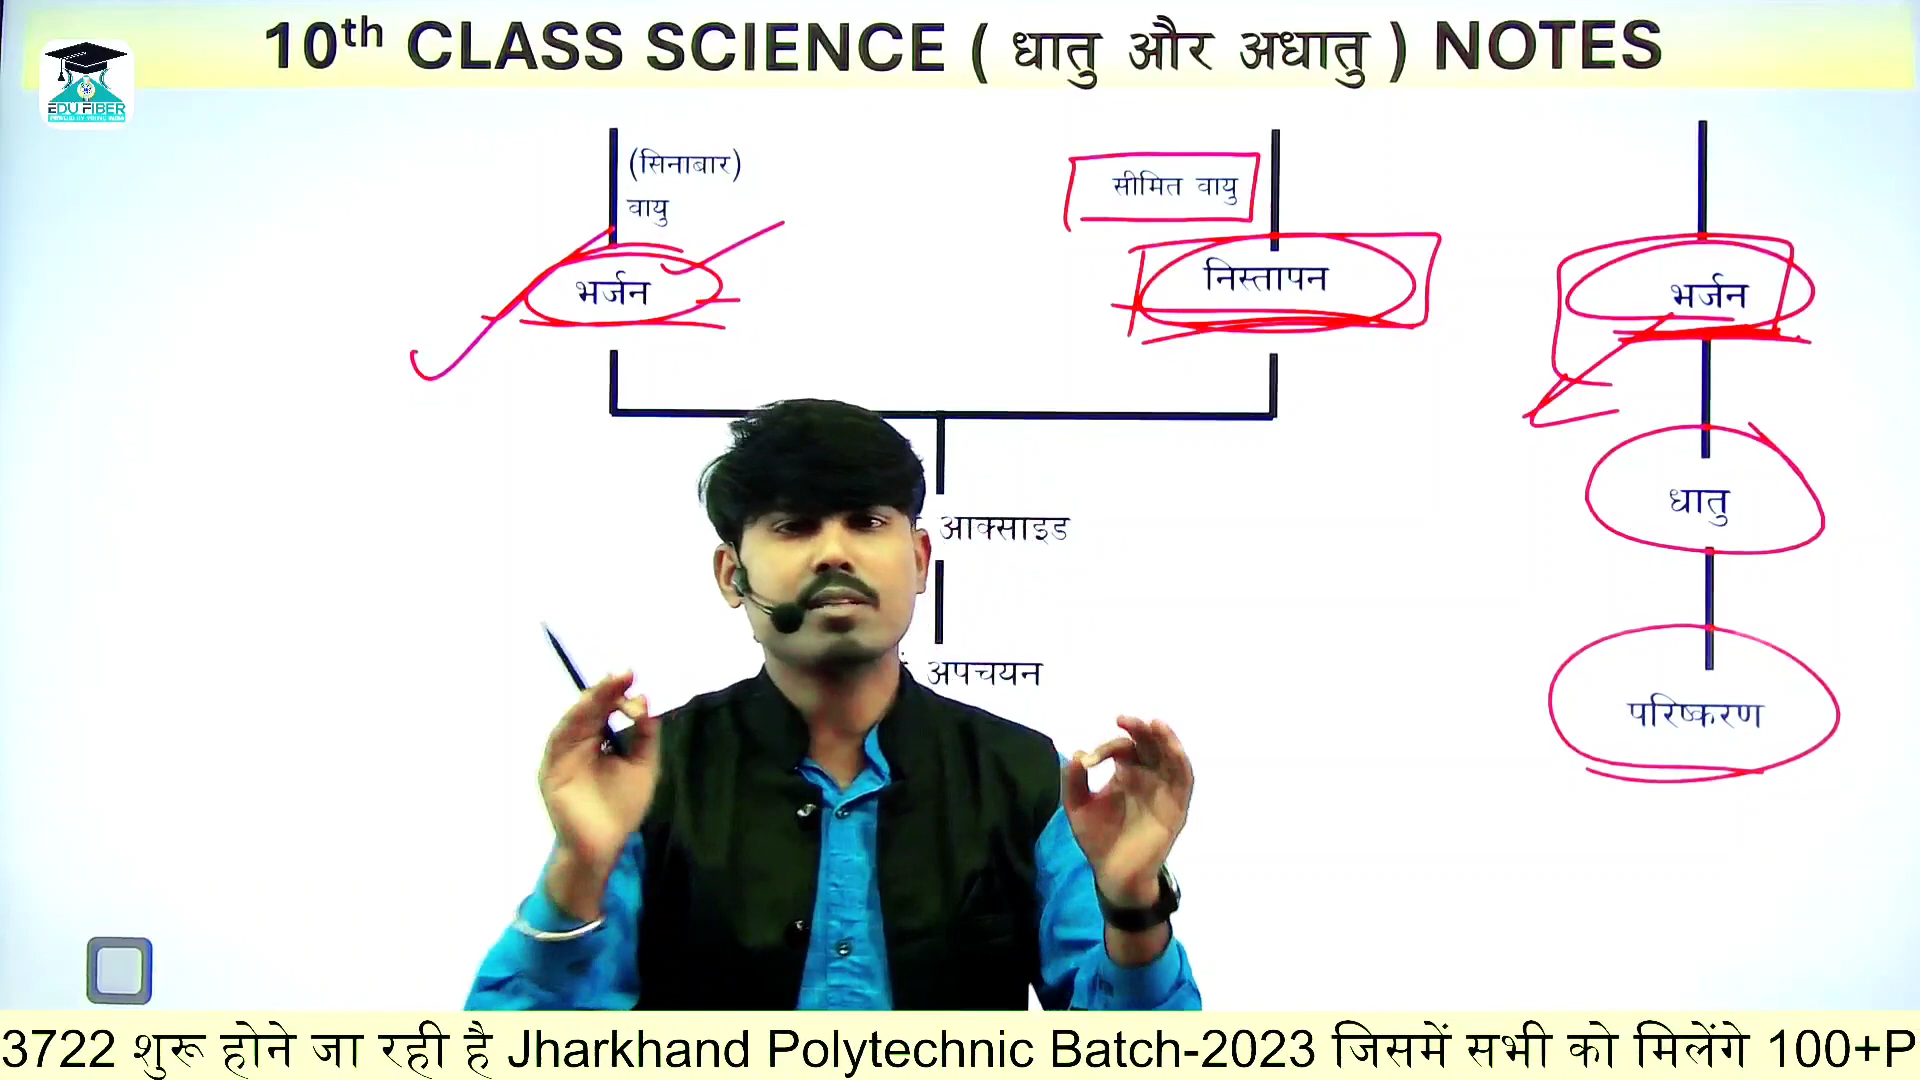 10th CLASS SCIENCE ( धातु और अधातु ) NOTES
EDU FIBER
(सिनाबार)
वायु
सीमित वायु
भर्जन
निस्तापन
भर्जन
धातु
आक्साइड
अपचयन
परिष्करण
3722 शुरू होने जा रही है Jharkhand Polytechnic Batch-2023 जिसमें सभी को मिलेंगे 100+P